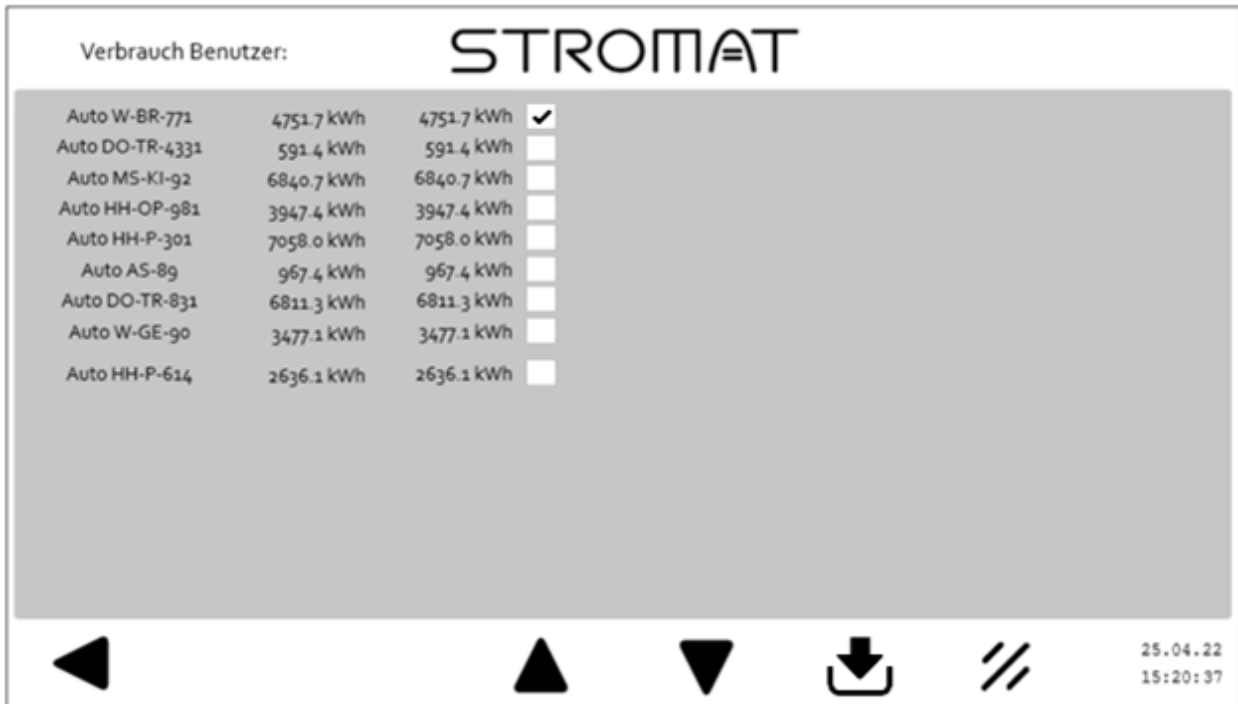 Verbrauch Benutzer:
STROMAT
Auto W-BR-771 4751.7 kWh 4751.7 kWh
Auto DO-TR-4331 591.4 kWh 591.4 kWh
Auto MS-KI-92 6840.7 kWh 6840.7 kWh
Auto HH-OP-981 3947.4 kWh 3947.4 kWh
Auto HH-P-301 7058.0 kWh 7058.0 kWh
Auto AS-89 967.4 kWh 967.4 kWh
Auto DO-TR-831 6811.3 kWh 6811.3 kWh
Auto W-GE-90 3477.1 kWh 3477.1 kWh
Auto HH-P-614 2636.1 kWh 2636.1 kWh
25.04.22
15:20:37